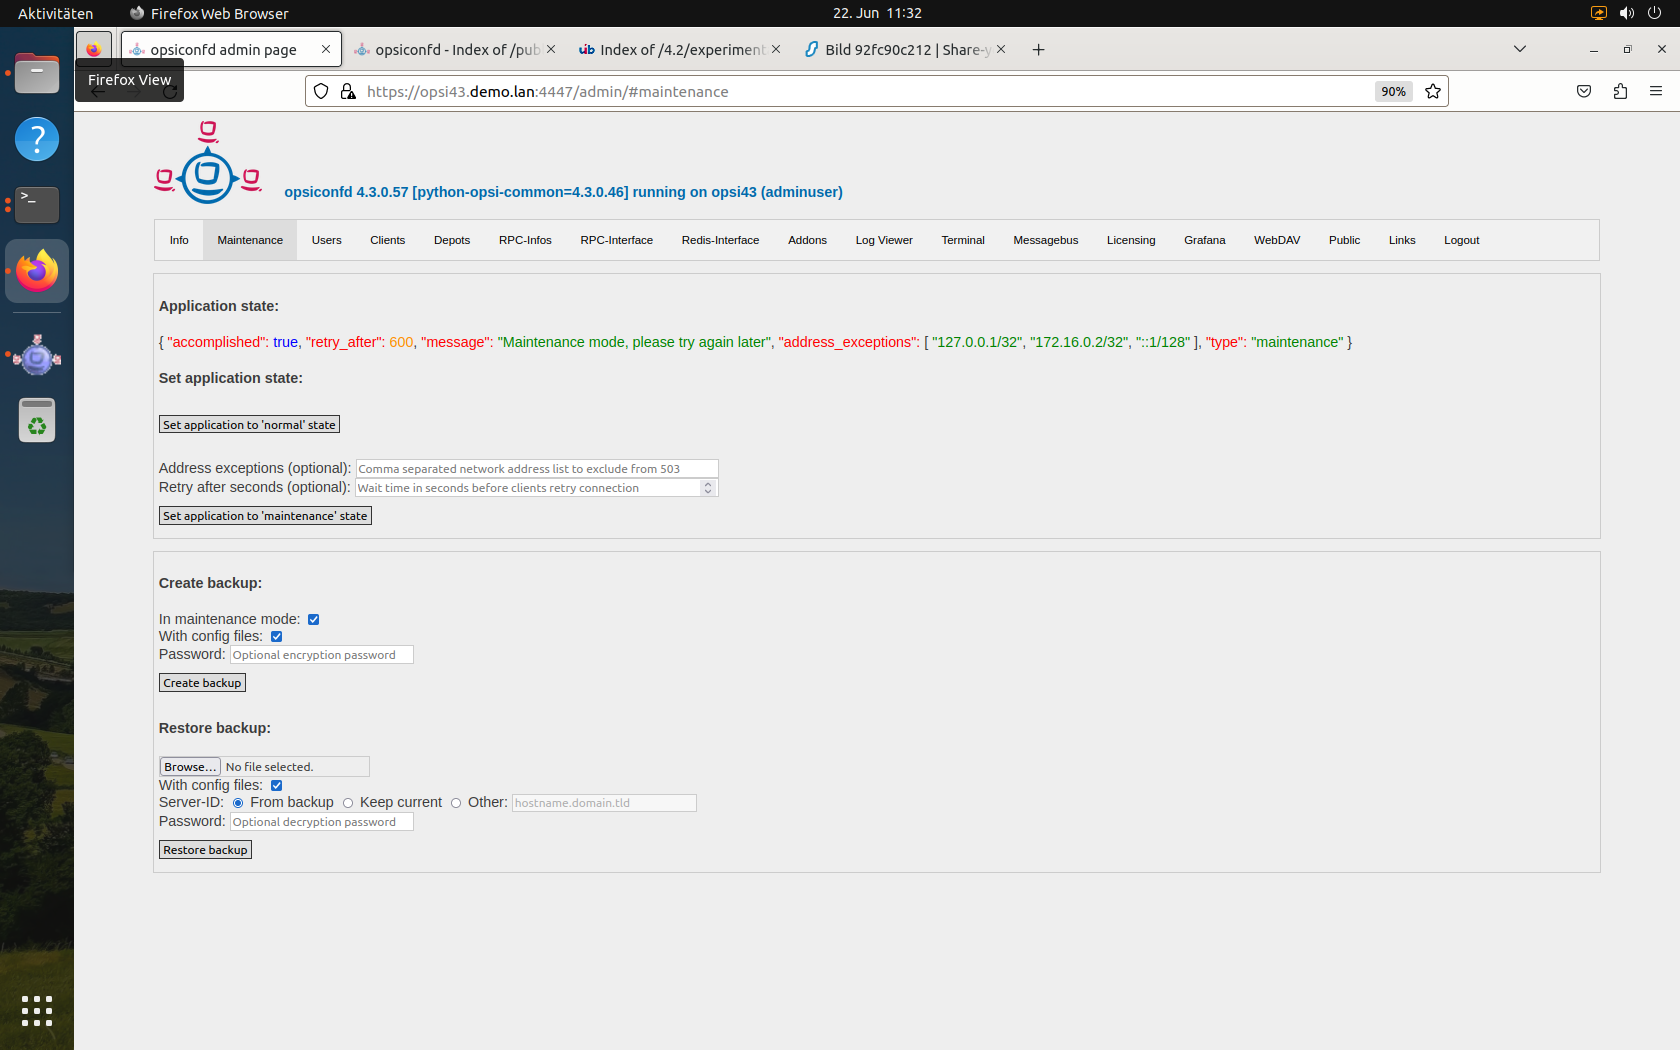 Aktivitäten
Firefox Web Browser
22. Jun 11:32
opsiconfd admin page
opsiconfd - Index of /pub
Index of /4.2/experiment
Bild 92fc90c212 | Share-y
Firefox View
https://opsi43.demo.lan:4447/admin/#maintenance
90%
opsiconfd 4.3.0.57 [python-opsi-common=4.3.0.46] running on opsi43 (adminuser)
Info Maintenance Users Clients Depots RPC-Infos RPC-Interface Redis-Interface Addons Log Viewer Terminal Messagebus Licensing Grafana WebDAV Public Links Logout
Application state:
{ "accomplished": true, "retry_after": 600, "message": "Maintenance mode, please try again later", "address_exceptions": [ "127.0.0.1/32", "172.16.0.2/32", "::1/128" ], "type": "maintenance" }
Set application state:
Set application to 'normal' state
Address exceptions (optional): Comma separated network address list to exclude from 503
Retry after seconds (optional): Wait time in seconds before clients retry connection
Set application to 'maintenance' state
Create backup:
In maintenance mode:
With config files:
Password: Optional encryption password
Create backup
Restore backup:
Browse... No file selected.
With config files:
Server-ID: From backup Keep current Other: hostname.domain.tld
Password: Optional decryption password
Restore backup